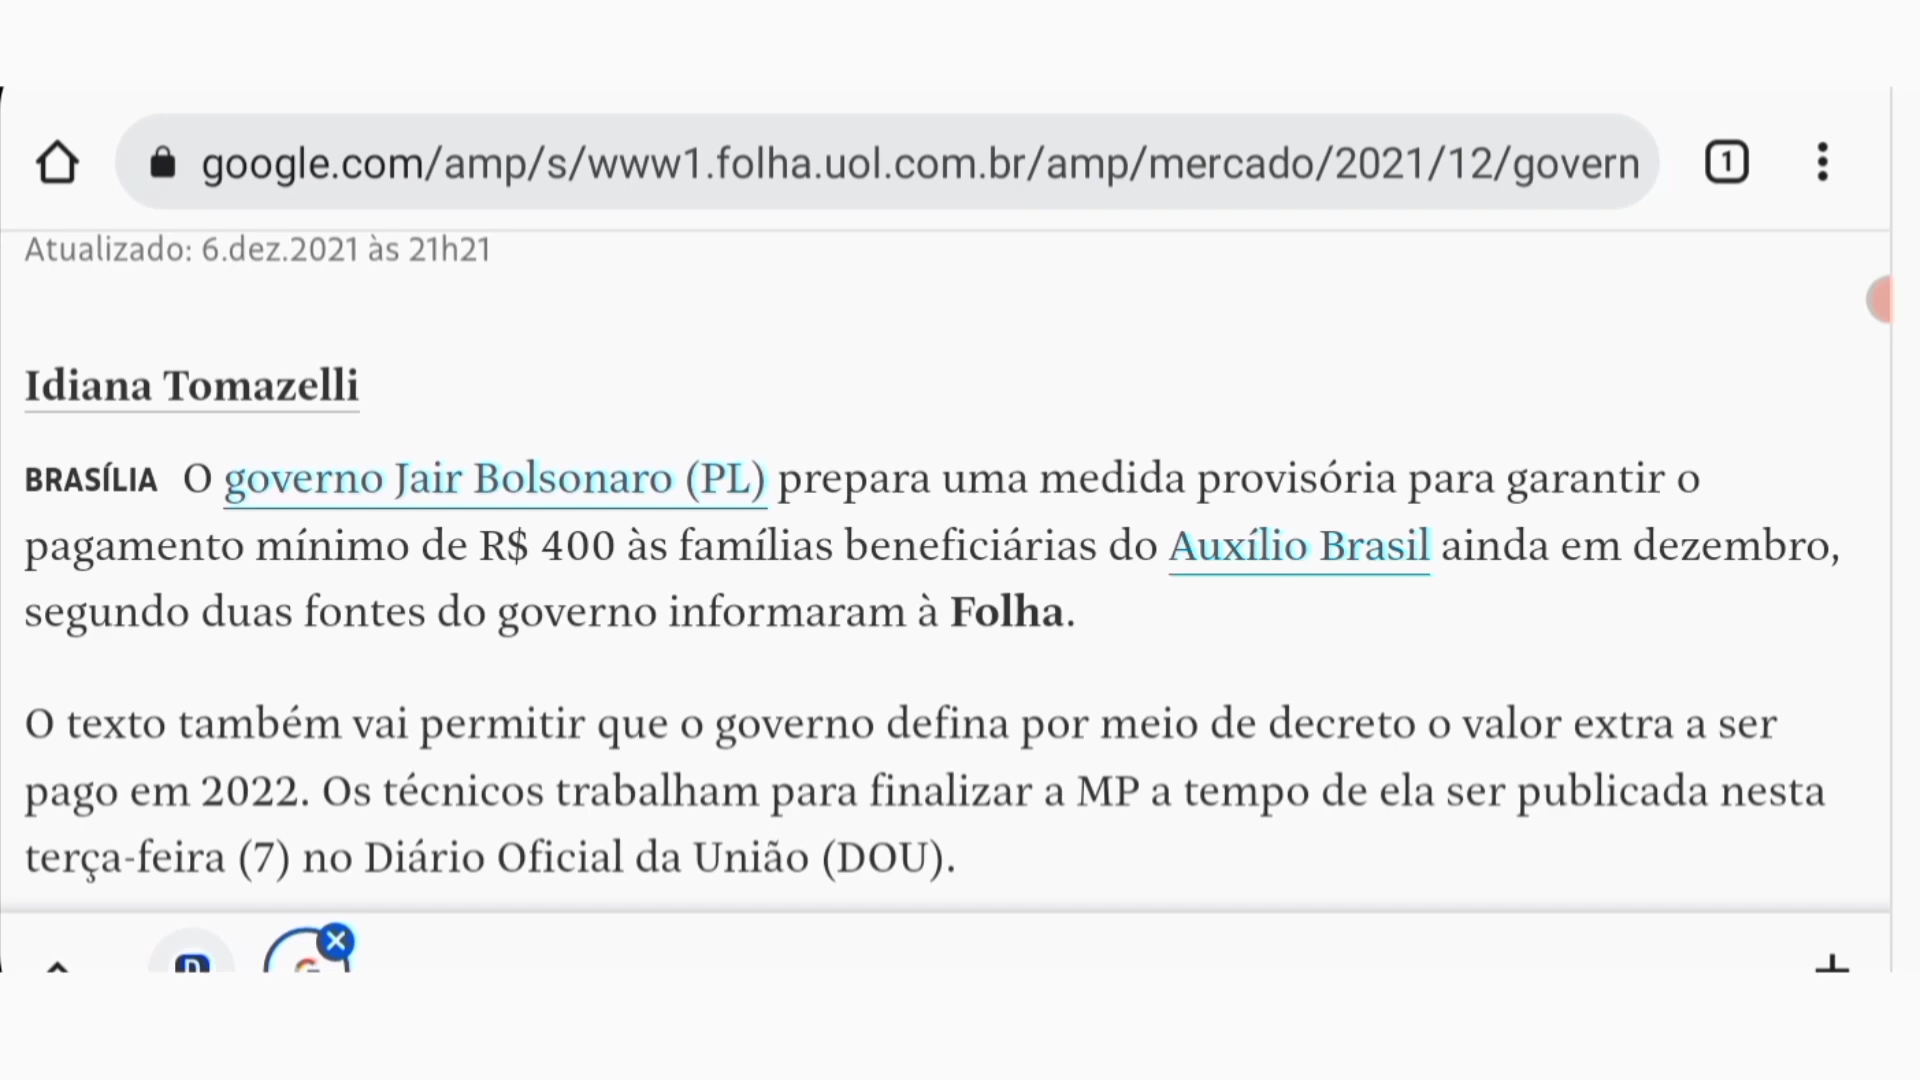 google.com/amp/s/www1.folha.uol.com.br/amp/mercado/2021/12/govern
1
Atualizado: 6.dez.2021 às 21h21
Idiana Tomazelli
BRASÍLIA O governo Jair Bolsonaro (PL) prepara uma medida provisória para garantir o
pagamento mínimo de R$ 400 às famílias beneficiárias do Auxílio Brasil ainda em dezembro,
segundo duas fontes do governo informaram à Folha.
O texto também vai permitir que o governo defina por meio de decreto o valor extra a ser
pago em 2022. Os técnicos trabalham para finalizar a MP a tempo de ela ser publicada nesta
terça-feira (7) no Diário Oficial da União (DOU).